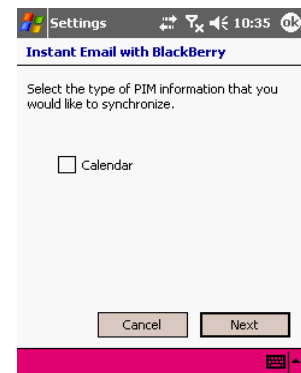 Settings 10:35 ok
Instant Email with BlackBerry
Select the type of PIM information that you
would like to synchronize.
Calendar
Cancel Next